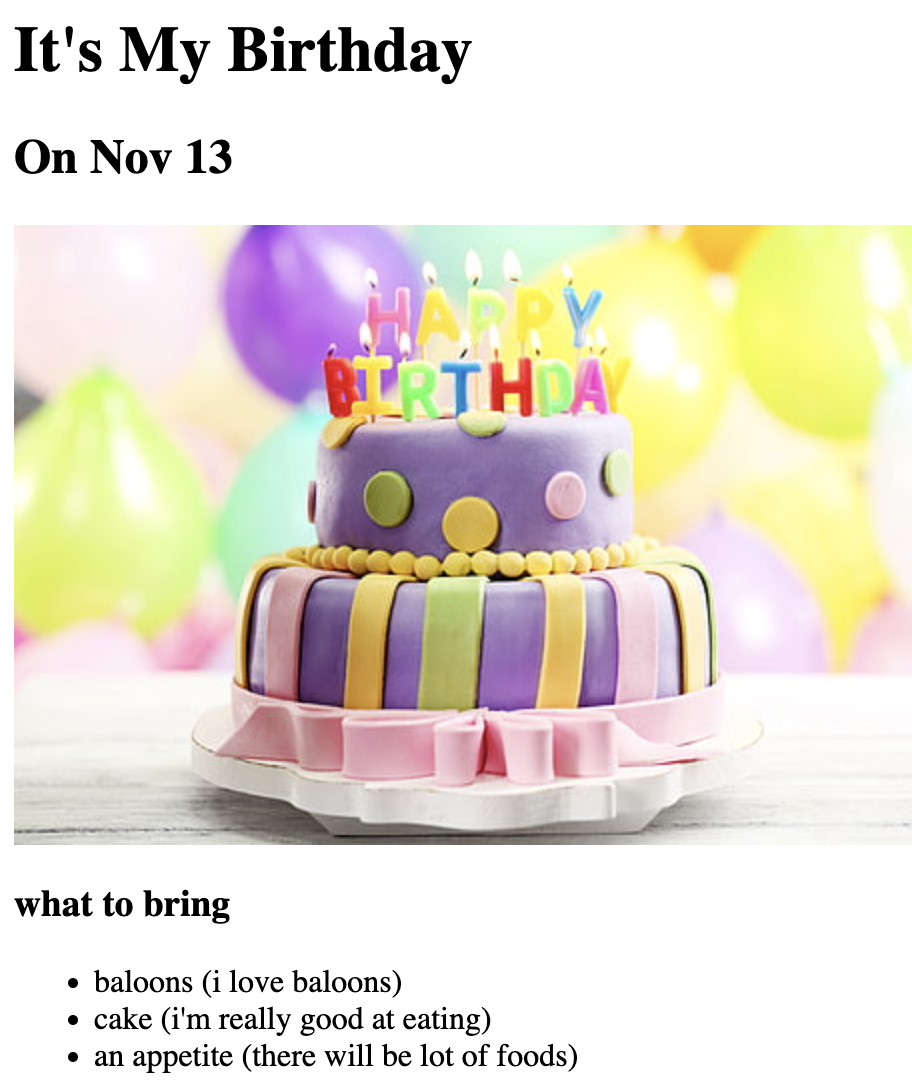 It's My Birthday
On Nov 13
HAPPY
BIRTHDAY
what to bring
baloons (i love baloons)
cake (i'm really good at eating)
an appetite (there will be lot of foods)